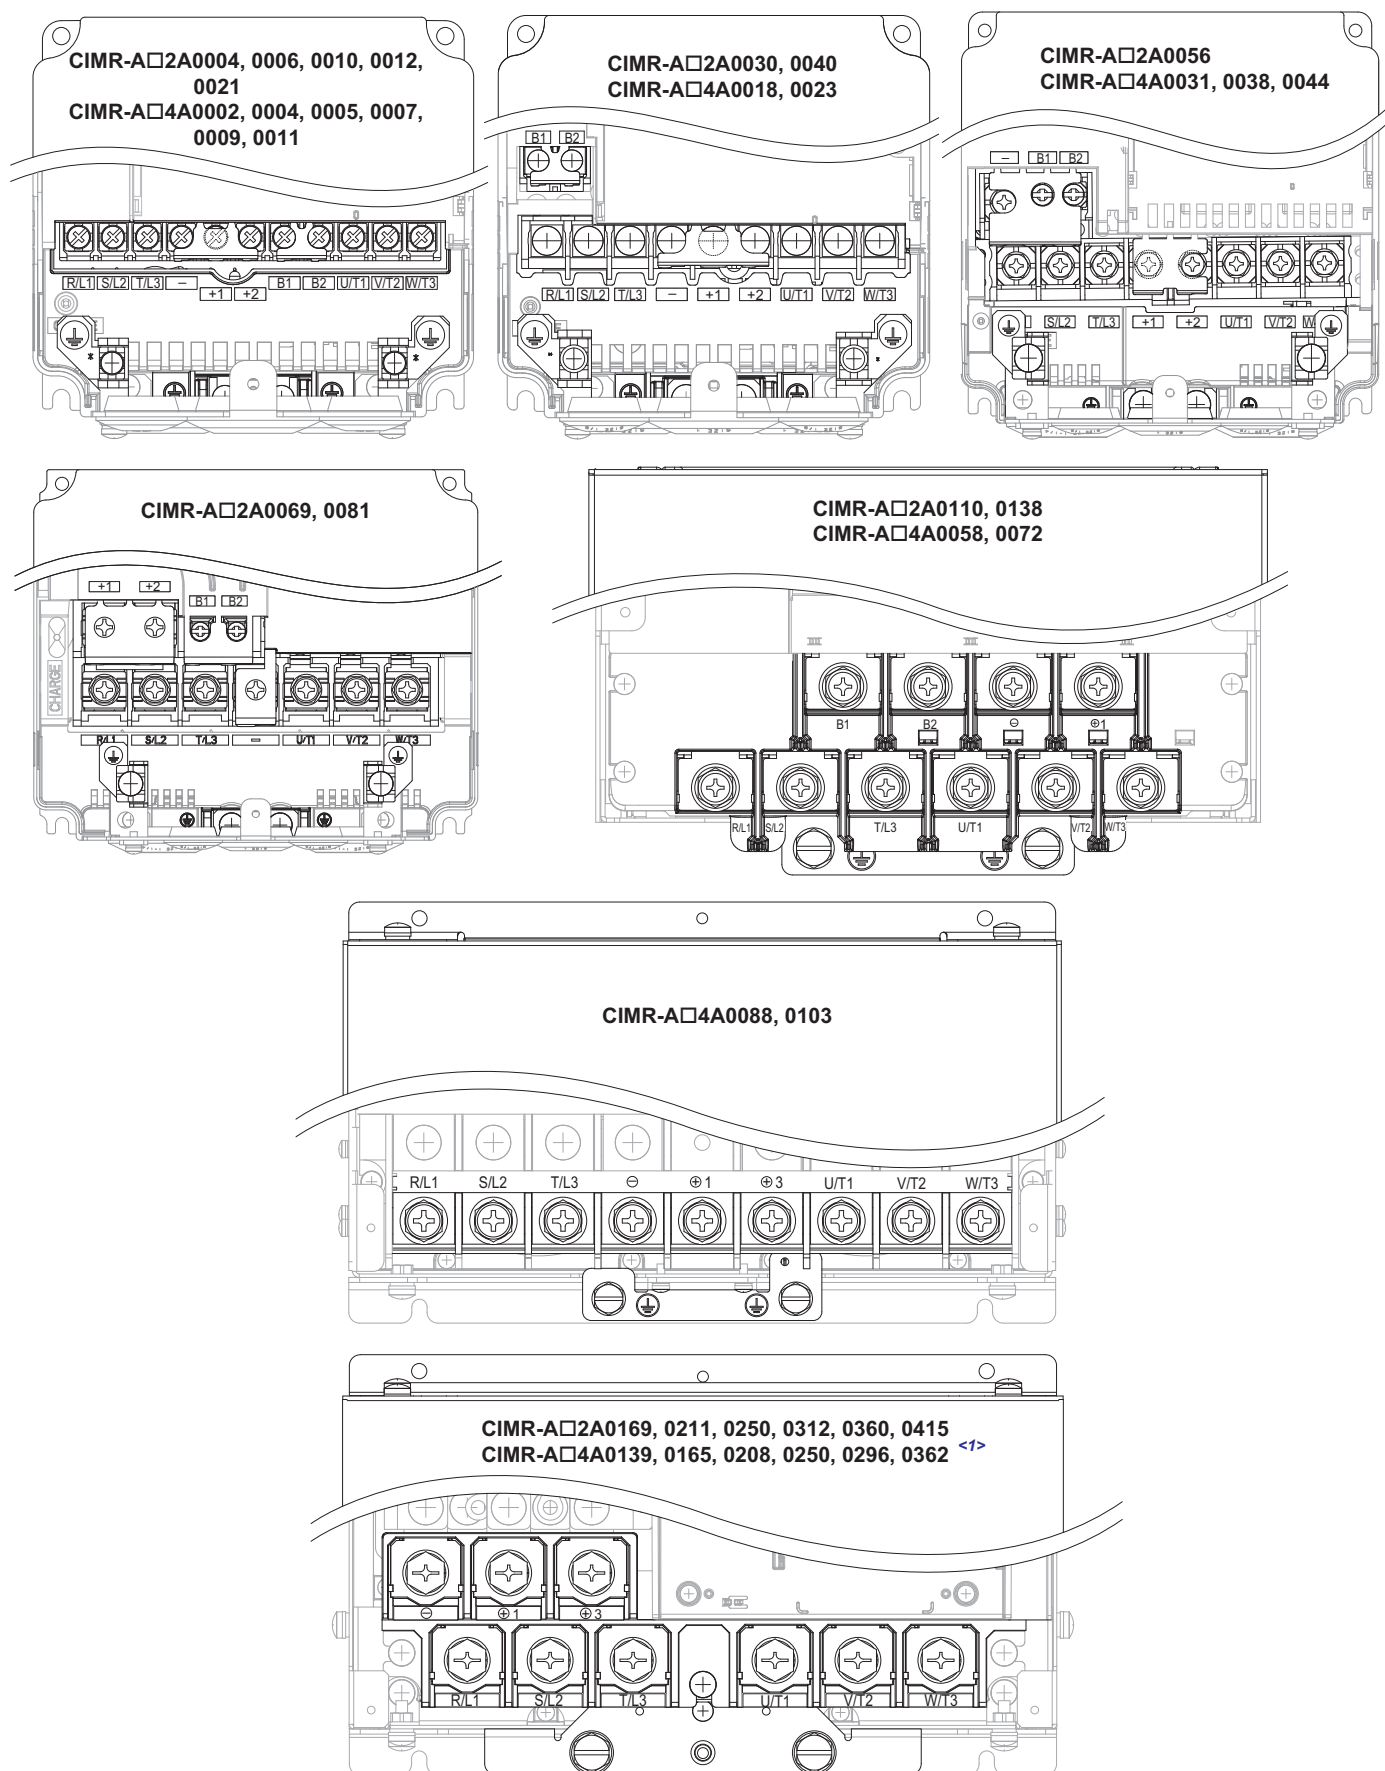 CIMR-A□2A0004, 0006, 0010, 0012,
0021
CIMR-A□4A0002, 0004, 0005, 0007,
0009, 0011
R/L1 S/L2 T/L3 − +1 +2 B1 B2 U/T1 V/T2 W/T3
CIMR-A□2A0030, 0040
CIMR-A□4A0018, 0023
B1 B2
R/L1 S/L2 T/L3 − +1 +2 U/T1 V/T2 W/T3
CIMR-A□2A0056
CIMR-A□4A0031, 0038, 0044
− B1 B2
S/L2 T/L3 +1 +2 U/T1 V/T2 W
CIMR-A□2A0069, 0081
+1 +2
B1 B2
CHARGE
R/L1 S/L2 T/L3 − U/T1 V/T2 W/T3
CIMR-A□2A0110, 0138
CIMR-A□4A0058, 0072
B1 B2 ⊖ ⊕1
R/L1 S/L2 T/L3 U/T1 V/T2 W/T3
CIMR-A□4A0088, 0103
R/L1 S/L2 T/L3 ⊖ ⊕1 ⊕3 U/T1 V/T2 W/T3
CIMR-A□2A0169, 0211, 0250, 0312, 0360, 0415
CIMR-A□4A0139, 0165, 0208, 0250, 0296, 0362 <1>
⊖ ⊕1 ⊕3
R/L1 S/L2 T/L3 U/T1 V/T2 W/T3